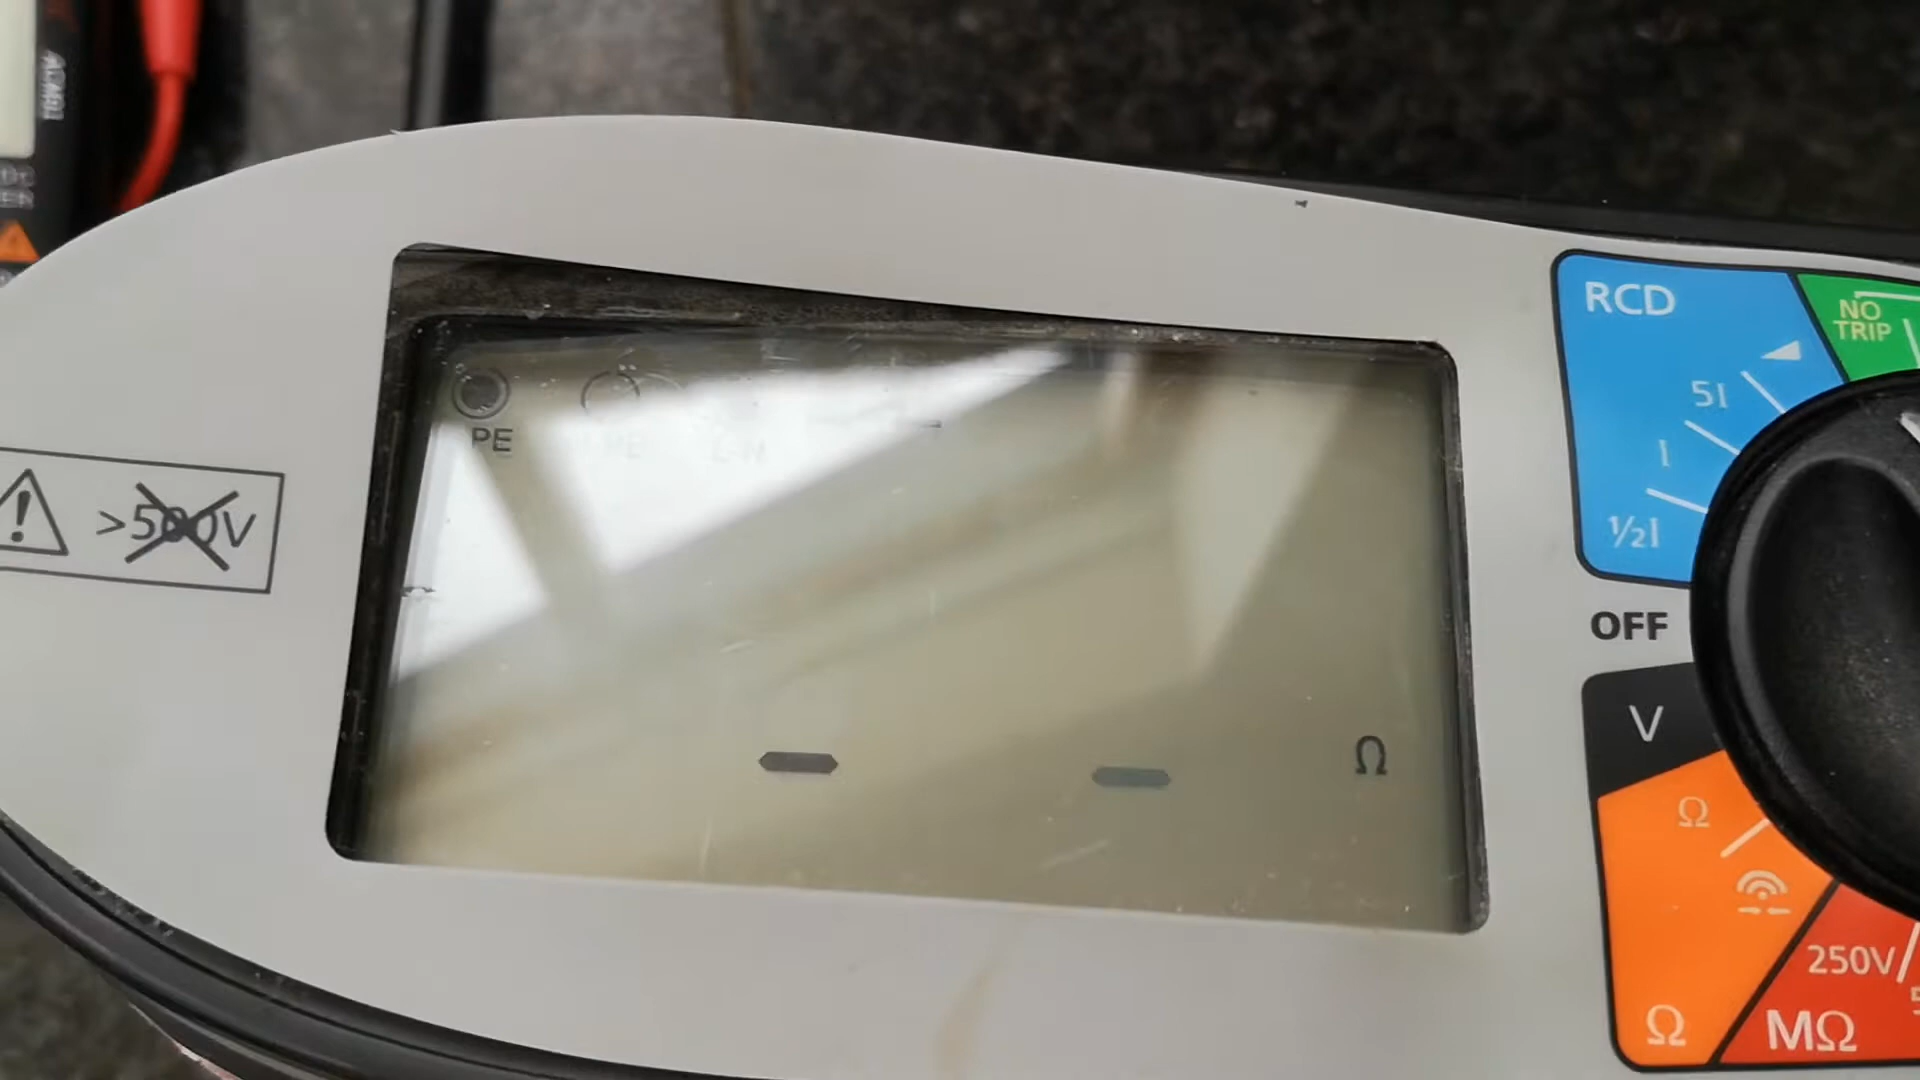 PE
L-N
Ω
>500V
RCD
NO
TRIP
5I
I
½I
OFF
V
Ω
Ω
250V
MΩ